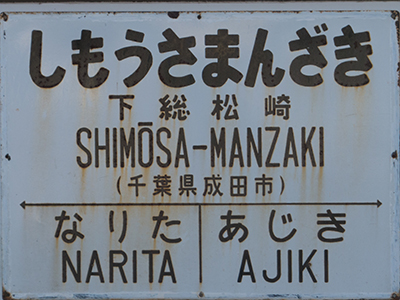 しもうさまんざき
下総松崎
SHIMŌSA-MANZAKI
(千葉県成田市)
なりた あじき
NARITA AJIKI